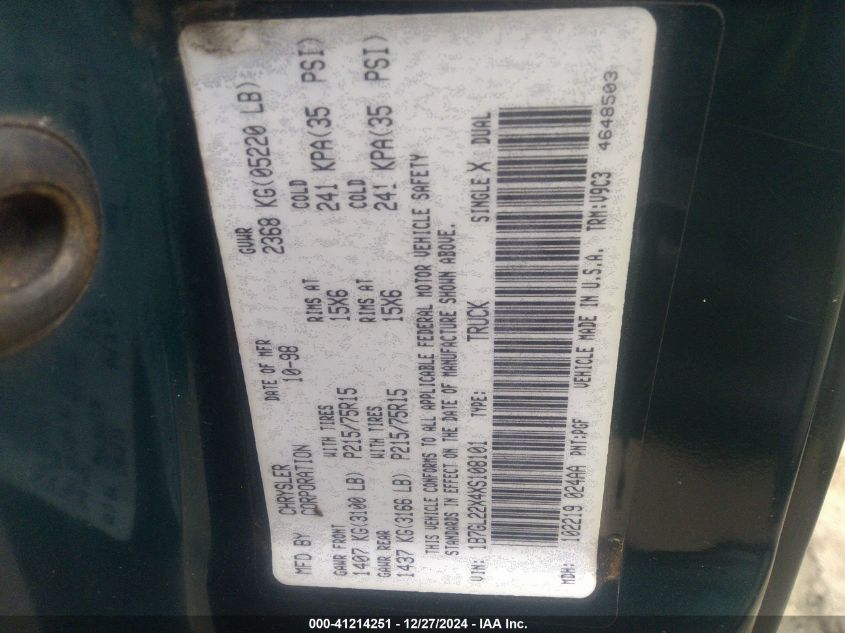 MFD BY CHRYSLER CORPORATION DATE OF MFR 10-98 GVWR 2368 KG(05220 LB)
GAWR FRONT WITH TIRES RIMS AT COLD
1407 KG(3100 LB) P215/75R15 15X6 241 KPA(35 PSI)
GAWR REAR WITH TIRES RIMS AT COLD
1437 KG(3166 LB) P215/75R15 15X6 241 KPA(35 PSI)
THIS VEHICLE CONFORMS TO ALL APPLICABLE FEDERAL MOTOR VEHICLE SAFETY
STANDARDS IN EFFECT ON THE DATE OF MANUFACTURE SHOWN ABOVE.
VIN: 1B7GL22X4XS108101 TYPE: TRUCK SINGLE X DUAL
MDH: 102219 024AA PNT:PGF VEHICLE MADE IN U.S.A. TRM:V9C3 4648503
000-41214251 - 12/27/2024 - IAA Inc.